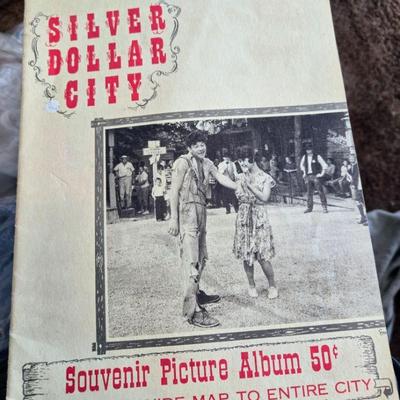 SILVER
DOLLAR
CITY
Souvenir Picture Album 50¢
MAP TO ENTIRE CITY